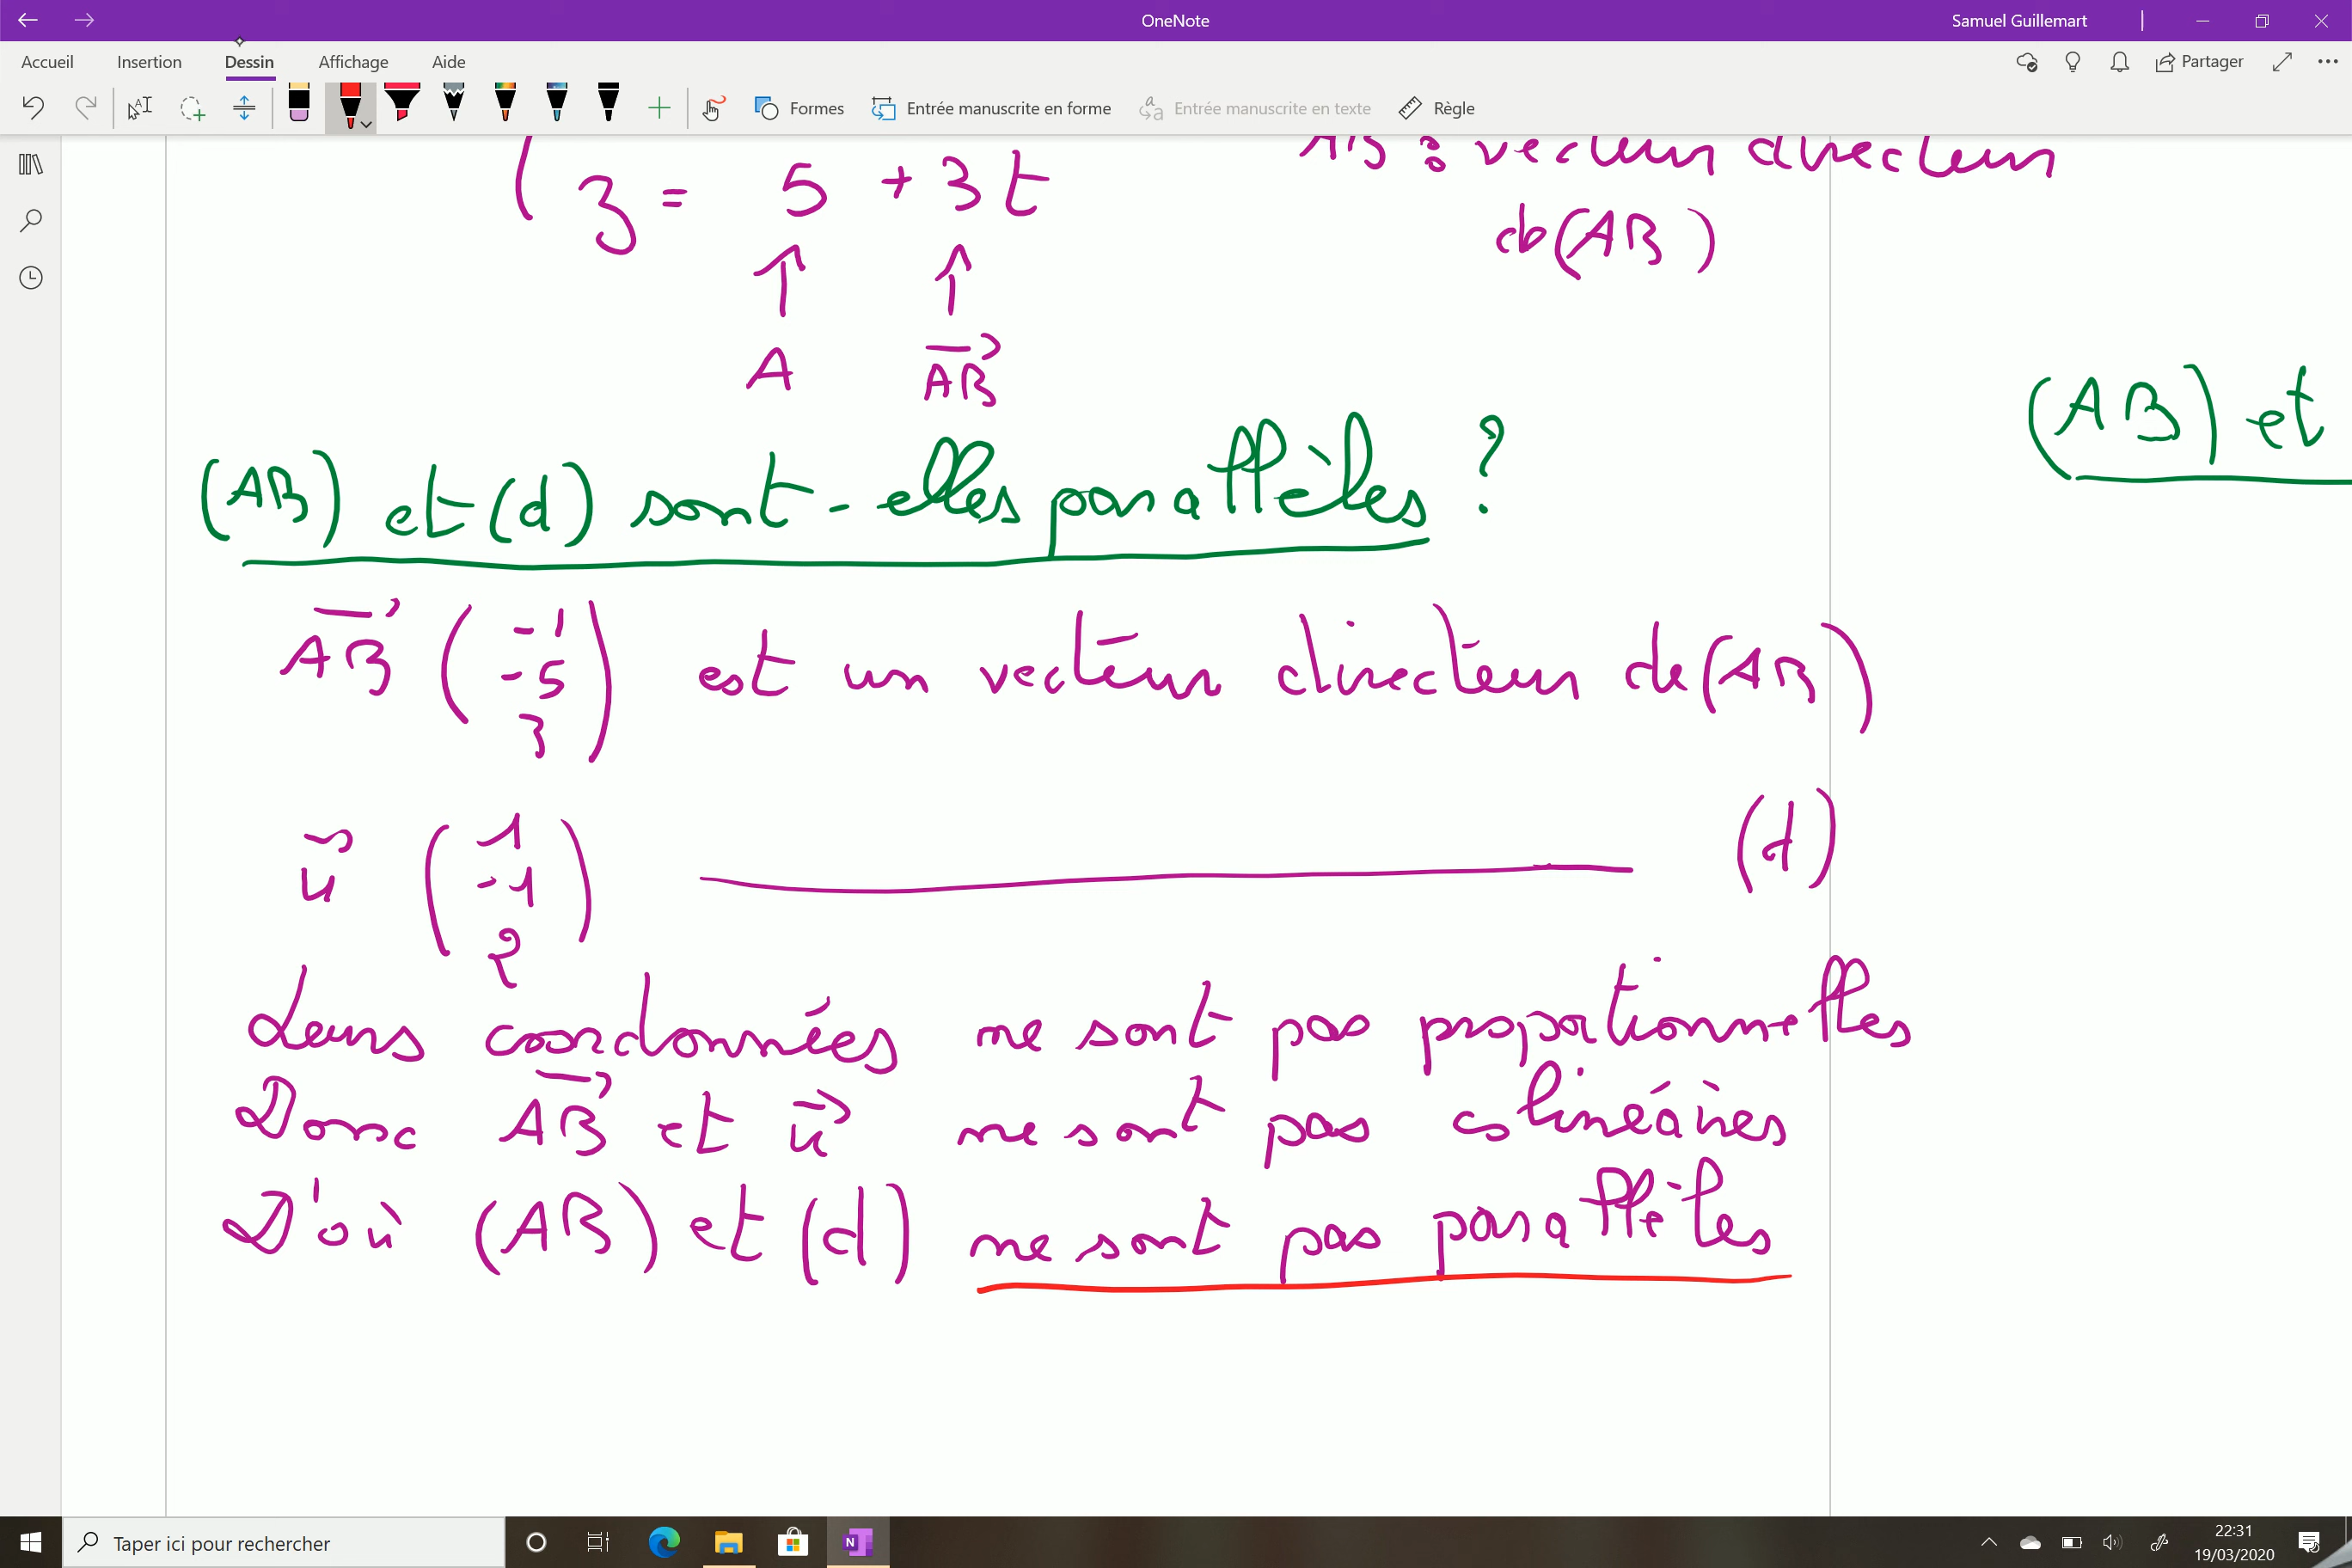 OneNote
Samuel Guillemart
Accueil Insertion Dessin Affichage Aide
Partager
Formes Entrée manuscrite en forme Entrée manuscrite en texte Règle
z = 5 + 3t
AB : vecteur directeur
de (AB)
A AB
(AB) et (d) sont-elles parallèles ?
(AB) et
AB ( -1
-5
3 ) est un vecteur directeur de (AB)
u ( 1
-1
2 ) (d)
Leurs coordonnées ne sont pas proportionnelles
Donc AB et u ne sont pas colinéaires
D'où (AB) et (d) ne sont pas parallèles
Taper ici pour rechercher
22:31
19/03/2020